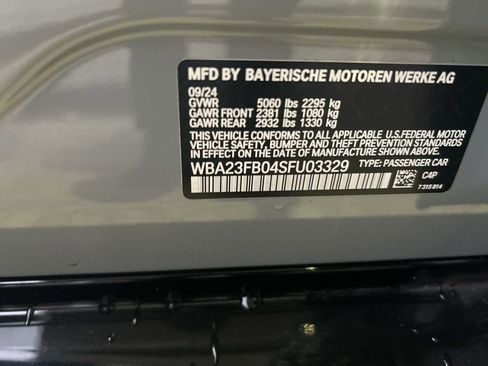 MFD BY BAYERISCHE MOTOREN WERKE AG
09/24
GVWR 5060 lbs 2295 kg
GAWR FRONT 2381 lbs 1080 kg
GAWR REAR 2932 lbs 1330 kg
THIS VEHICLE CONFORMS TO ALL APPLICABLE U.S. FEDERAL MOTOR
VEHICLE SAFETY, BUMPER AND THEFT PREVENTION STANDARDS IN
EFFECT ON THE DATE OF MANUFACTURE SHOWN ABOVE.
WBA23FB04SFU03329 TYPE: PASSENGER CAR
C4P
7 315 614